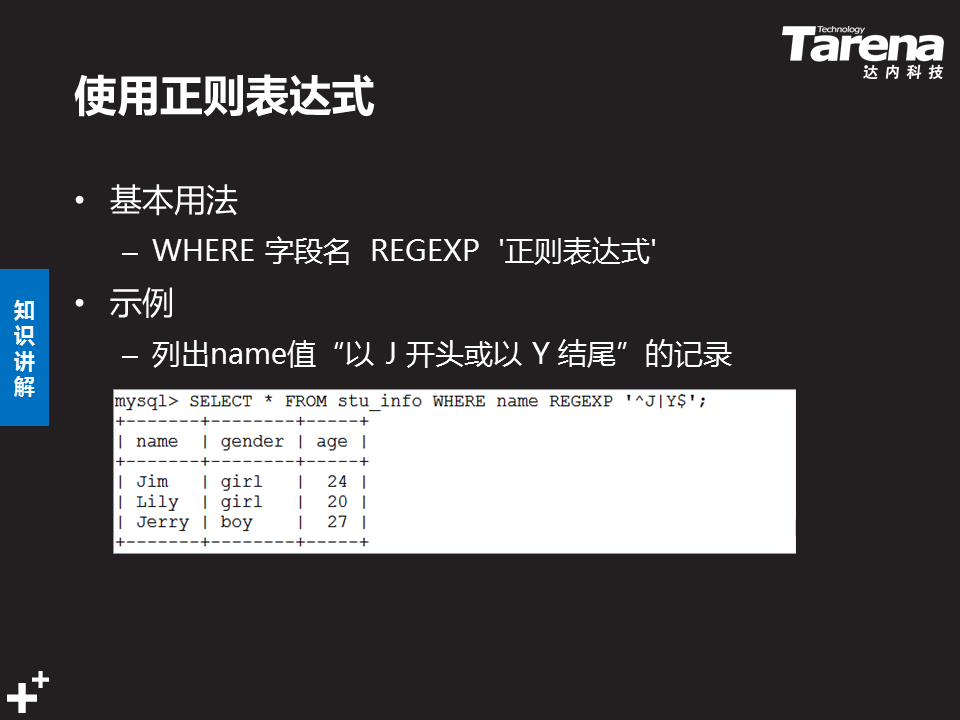 Technology
Tarena
达内科技
使用正则表达式
• 基本用法
– WHERE 字段名 REGEXP '正则表达式'
• 示例
– 列出name值“以 J 开头或以 Y 结尾”的记录
知识讲解
mysql> SELECT * FROM stu_info WHERE name REGEXP '^J|Y$';
+-------+--------+-----+
| name  | gender | age |
+-------+--------+-----+
| Jim   | girl   |  24 |
| Lily  | girl   |  20 |
| Jerry | boy    |  27 |
+-------+--------+-----+